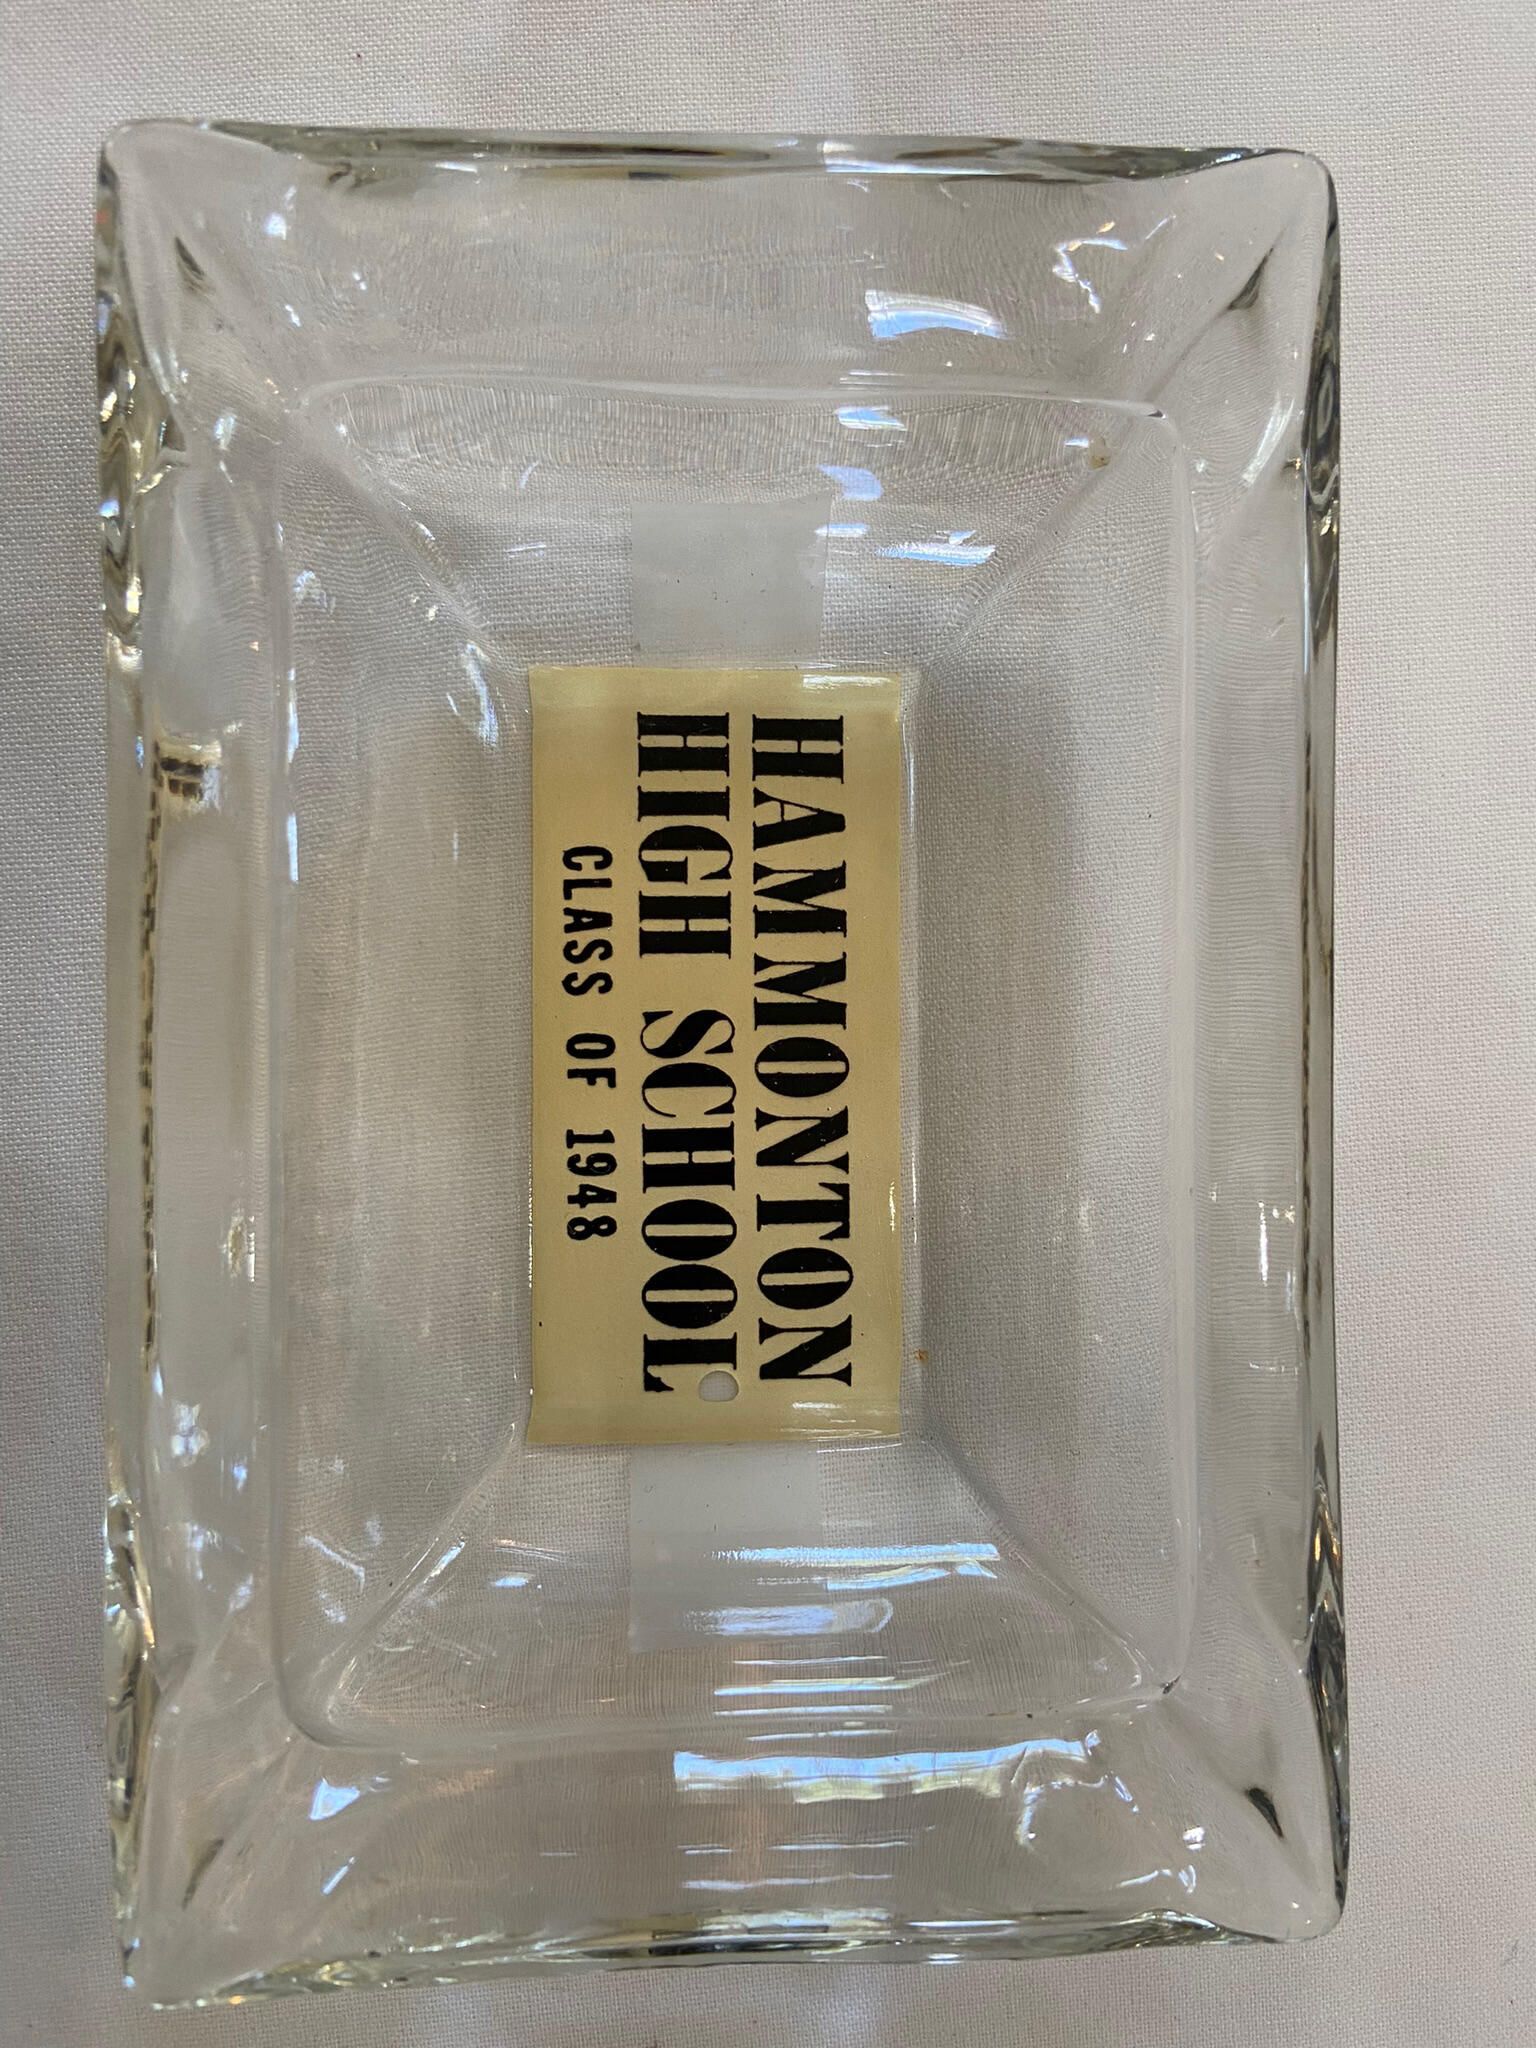 HAMMONTON
HIGH SCHOOL
CLASS OF 1948